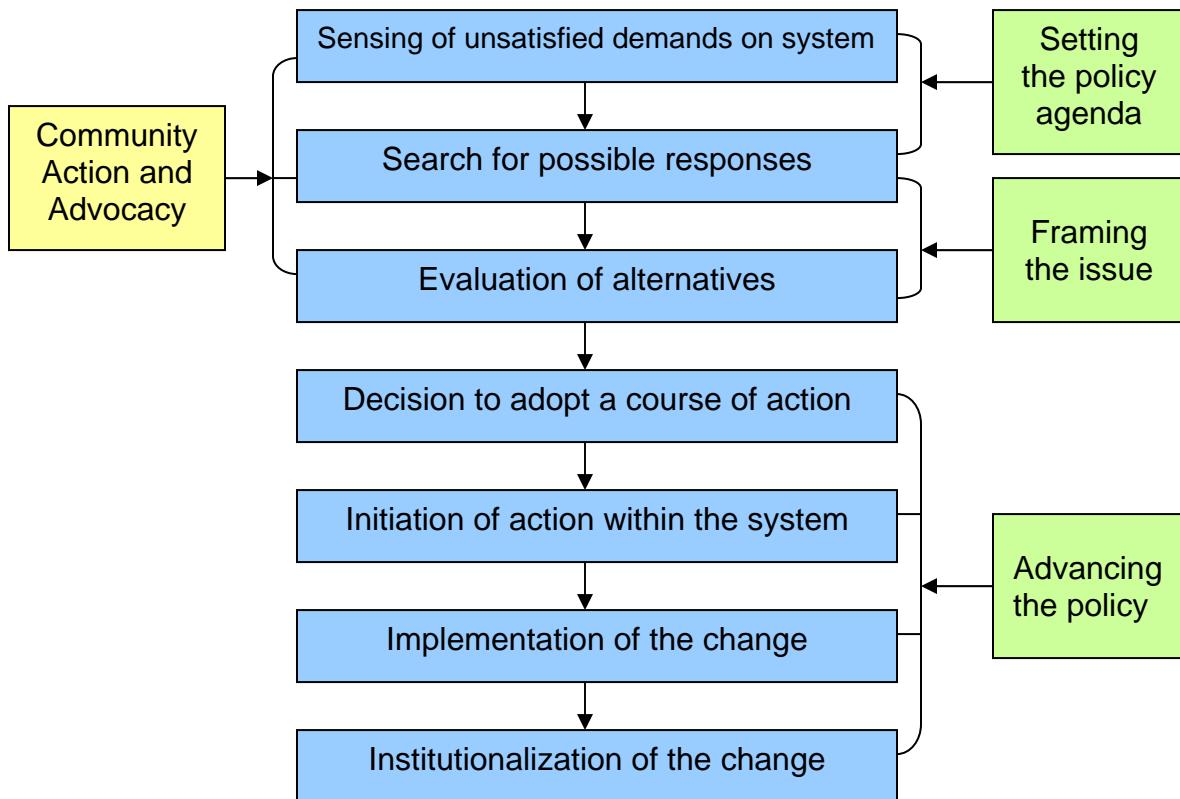 Sensing of unsatisfied demands on system
Setting
the policy
agenda
Community
Action and
Advocacy
Search for possible responses
Framing
the issue
Evaluation of alternatives
Decision to adopt a course of action
Initiation of action within the system
Advancing
the policy
Implementation of the change
Institutionalization of the change